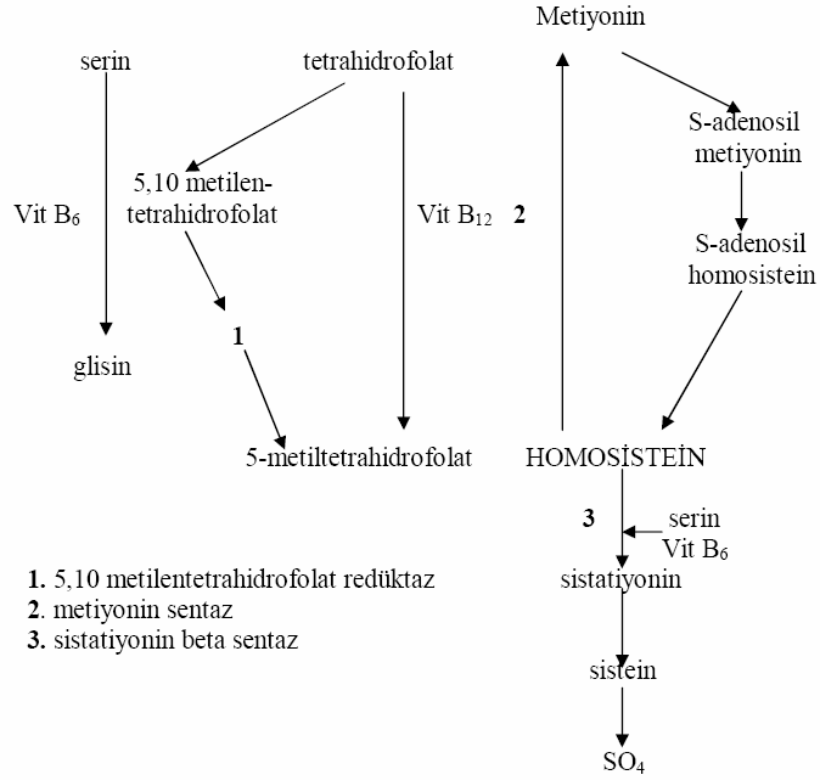 Metiyonin
serin
tetrahidrofolat
S-adenosil
metiyonin
5,10 metilen-
tetrahidrofolat
Vit B₆
Vit B₁₂ 2
S-adenosil
homosistein
1
glisin
5-metiltetrahidrofolat
HOMOSİSTEİN
3
serin
Vit B₆
sistatiyonin
1. 5,10 metilentetrahidrofolat redüktaz
2. metiyonin sentaz
3. sistatiyonin beta sentaz
sistein
SO₄